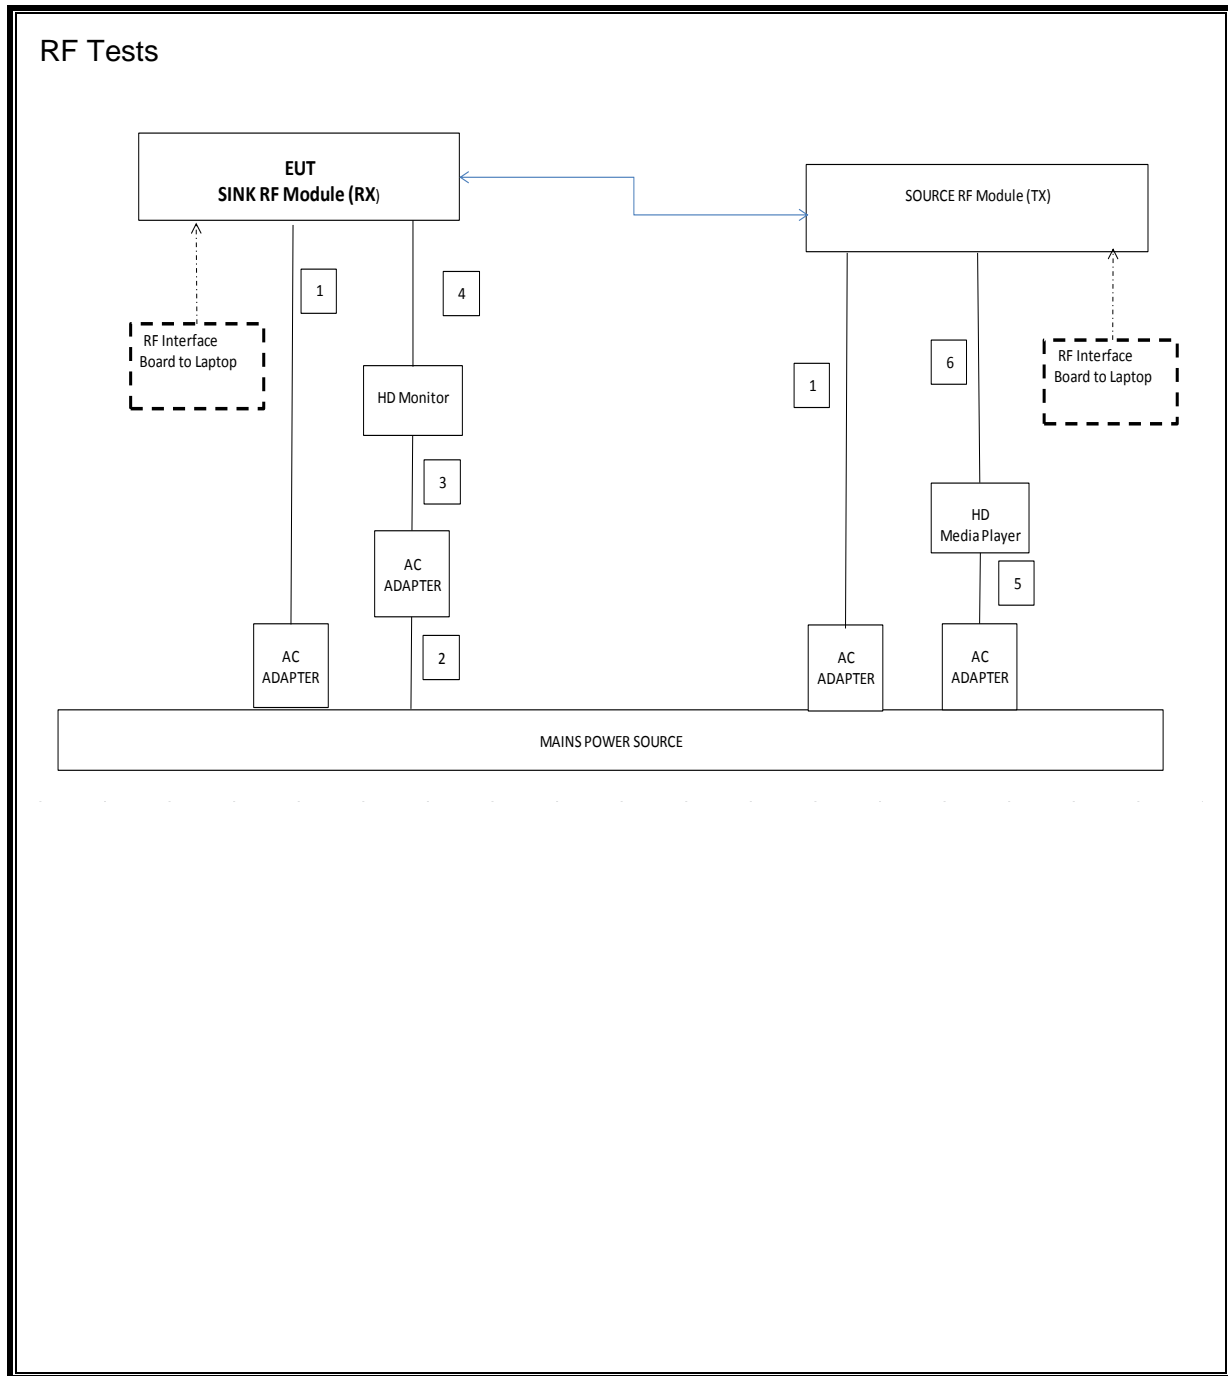 RF Tests
EUT
SINK RF Module (RX)
SOURCE RF Module (TX)
1
4
RF Interface
Board to Laptop
HD Monitor
3
AC
ADAPTER
2
AC
ADAPTER
1
6
RF Interface
Board to Laptop
HD
Media Player
5
AC
ADAPTER
AC
ADAPTER
MAINS POWER SOURCE